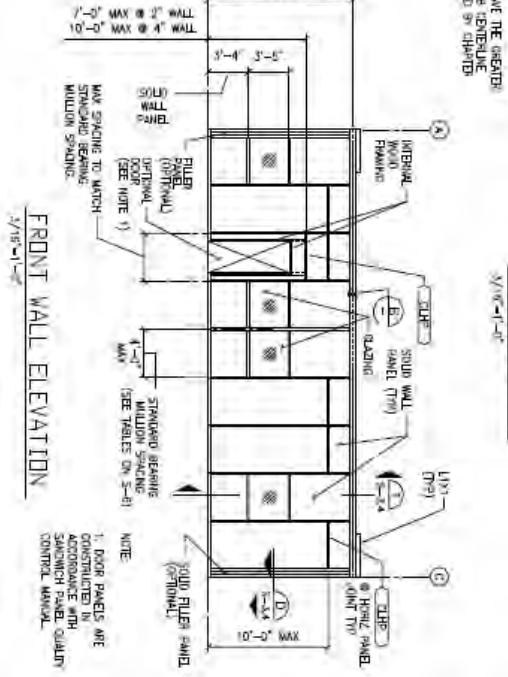 AVE THE GREATER
B CENTERLINE
D BY CHAPTER
3/16"=1'-0"
7'-0" MAX @ 2" WALL
10'-0" MAX @ 4" WALL
3'-4"
3'-5"
SOLID
WALL
PANEL
A
INTERNAL
WOOD
FRAMING
CLHP
B
GLAZING
SOLID WALL
PANEL (TYP)
(TYP)
C
CLHP
@ HORIZ PANEL
JOINT TYP
FILLER
PANEL
(OPTIONAL)
OPTIONAL
DOOR
(SEE NOTE 1)
MAX SPACING TO MATCH
STANDARD BEARING
MULLION SPACING
4'-0"
MAX
STANDARD BEARING
MULLION SPACING
(SEE TABLES ON S-6)
SOLID FILLER PANEL
(OPTIONAL)
D
10'-0" MAX
FRONT WALL ELEVATION
3/16"=1'-0"
NOTE:
1. DOOR PANELS ARE
CONSTRUCTED IN
ACCORDANCE WITH
SANDWICH PANEL QUALITY
CONTROL MANUAL